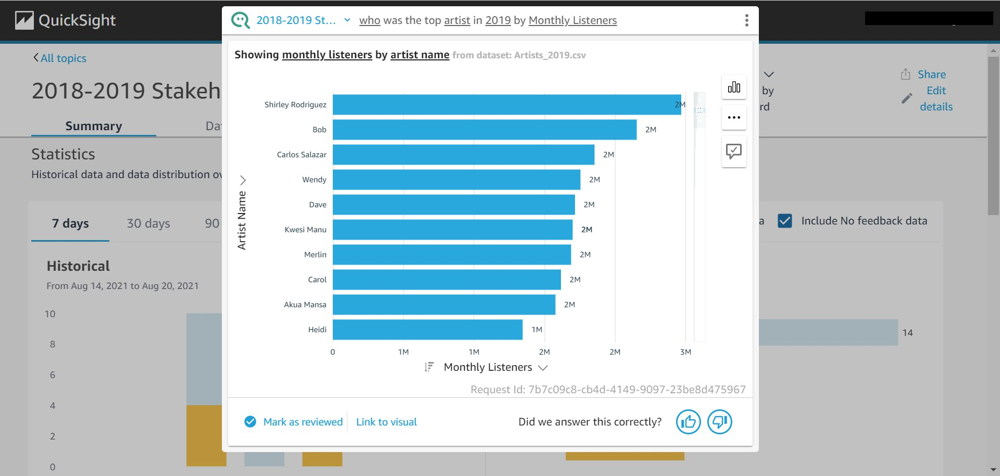 QuickSight
2018-2019 St...
who was the top artist in 2019 by Monthly Listeners
All topics
2018-2019 Stakeh
Summary
Da
Statistics
Historical data and data distribution ov
7 days
30 days
90
Historical
From Aug 14, 2021 to Aug 20, 2021
10
8
6
4
2
0
Showing monthly listeners by artist name from dataset: Artists_2019.csv
Artist Name
Shirley Rodriguez 2M
Bob 2M
Carlos Salazar 2M
Wendy 2M
Dave 2M
Kwesi Manu 2M
Merlin 2M
Carol 2M
Akua Mansa 2M
Heidi 1M
0 1M 1M 2M 2M 3M
Monthly Listeners
Request Id: 7b7c09c8-cb4d-4149-9097-23be8d475967
Mark as reviewed
Link to visual
Did we answer this correctly?
by
rd
Share
Edit
details
a
Include No feedback data
14